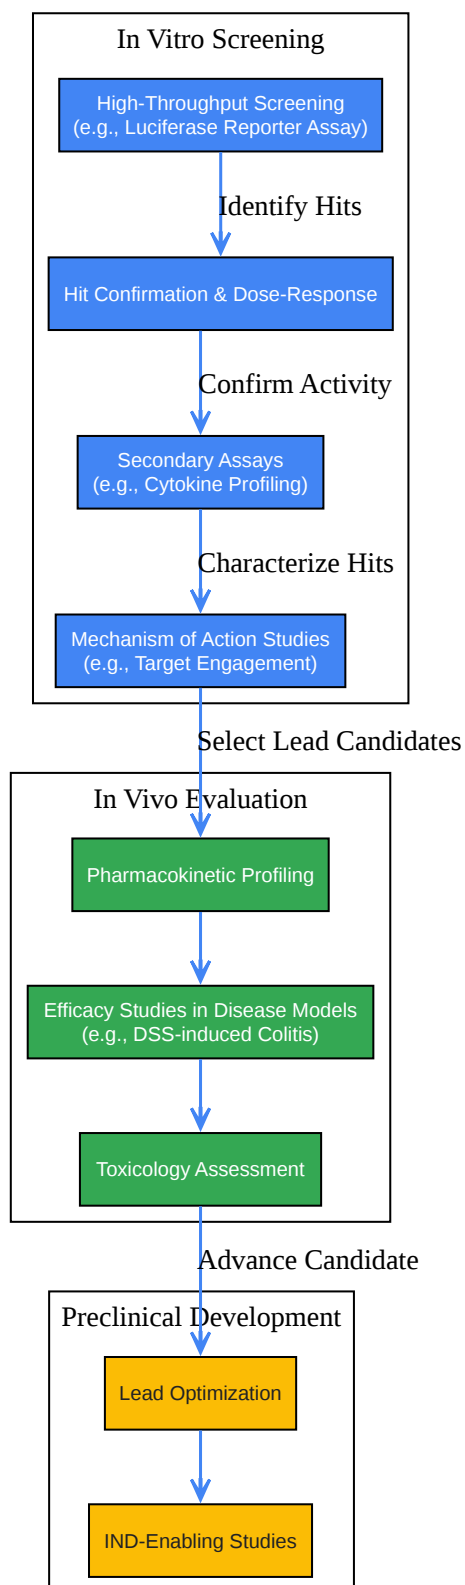 In Vitro Screening
High-Throughput Screening
(e.g., Luciferase Reporter Assay)
Identify Hits
Hit Confirmation & Dose-Response
Confirm Activity
Secondary Assays
(e.g., Cytokine Profiling)
Characterize Hits
Mechanism of Action Studies
(e.g., Target Engagement)
Select Lead Candidates
In Vivo Evaluation
Pharmacokinetic Profiling
Efficacy Studies in Disease Models
(e.g., DSS-induced Colitis)
Toxicology Assessment
Advance Candidate
Preclinical Development
Lead Optimization
IND-Enabling Studies